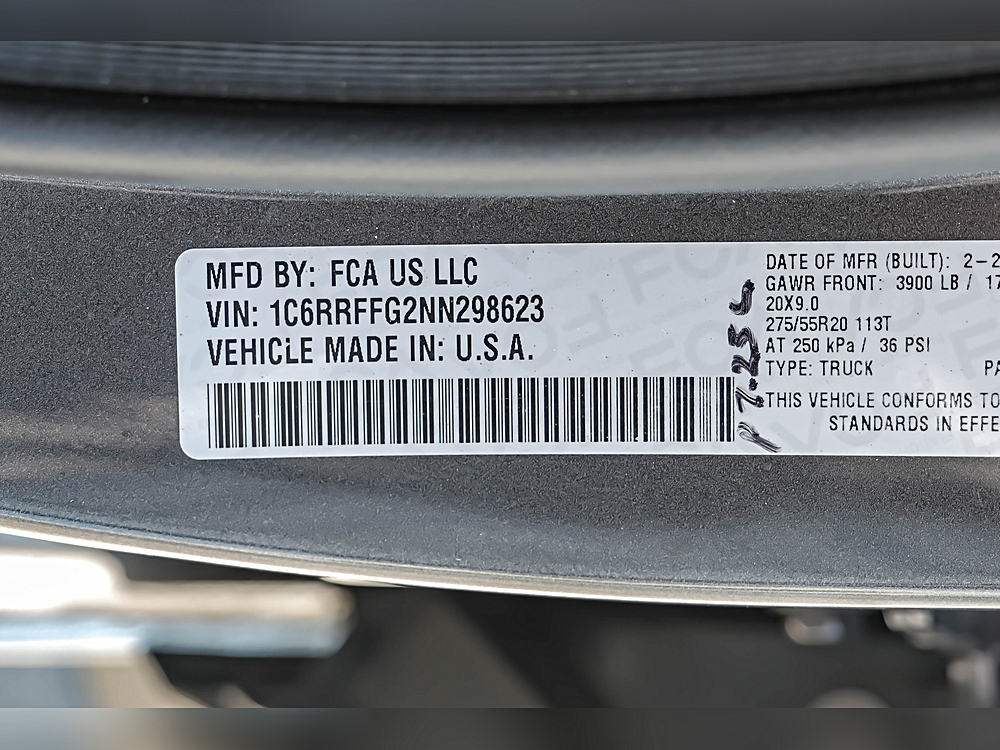 MFD BY: FCA US LLC
VIN: 1C6RRFFG2NN298623
VEHICLE MADE IN: U.S.A.
DATE OF MFR (BUILT): 2-2
GAWR FRONT: 3900 LB / 17
20X9.0
275/55R20 113T
AT 250 kPa / 36 PSI
TYPE: TRUCK PA
THIS VEHICLE CONFORMS TO
STANDARDS IN EFFE